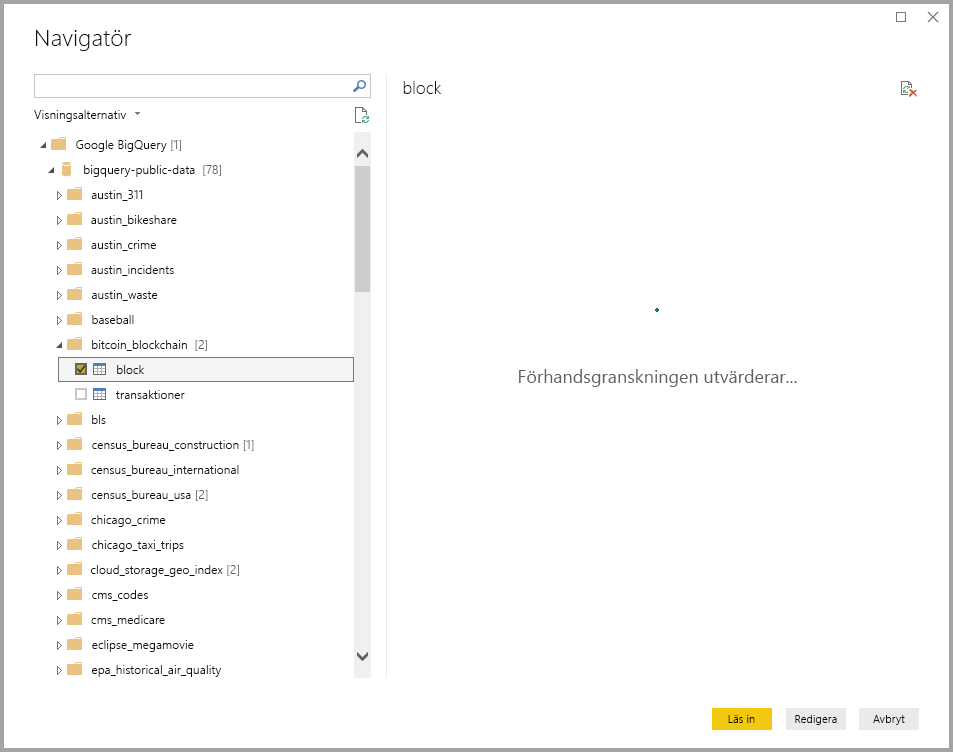 Navigatör
Visningsalternativ
Google BigQuery [1]
bigquery-public-data [78]
austin_311
austin_bikeshare
austin_crime
austin_incidents
austin_waste
baseball
bitcoin_blockchain [2]
block
transaktioner
bls
census_bureau_construction [1]
census_bureau_international
census_bureau_usa [2]
chicago_crime
chicago_taxi_trips
cloud_storage_geo_index [2]
cms_codes
cms_medicare
eclipse_megamovie
epa_historical_air_quality
block
Förhandsgranskningen utvärderar...
Läs in
Redigera
Avbryt